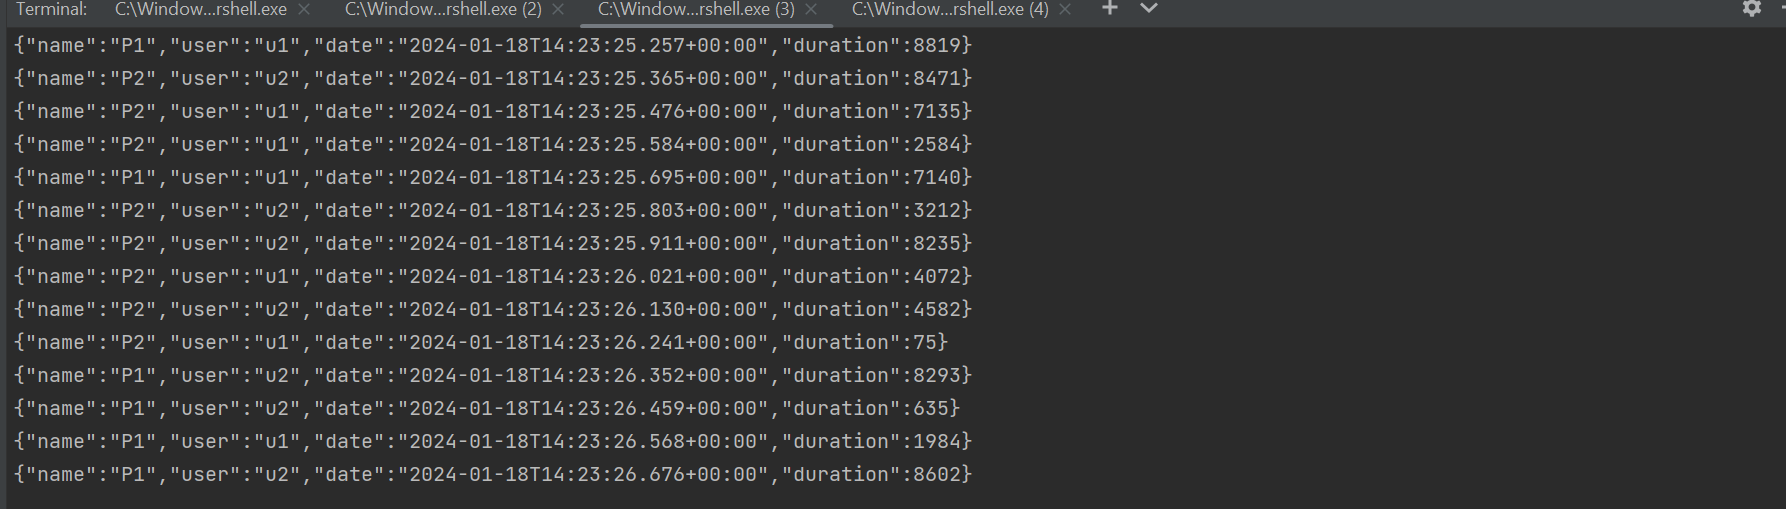 Terminal: C:\Window...rshell.exe × C:\Window...rshell.exe (2) × C:\Window...rshell.exe (3) × C:\Window...rshell.exe (4) × +
{"name":"P1","user":"u1","date":"2024-01-18T14:23:25.257+00:00","duration":8819}
{"name":"P2","user":"u2","date":"2024-01-18T14:23:25.365+00:00","duration":8471}
{"name":"P2","user":"u1","date":"2024-01-18T14:23:25.476+00:00","duration":7135}
{"name":"P2","user":"u1","date":"2024-01-18T14:23:25.584+00:00","duration":2584}
{"name":"P1","user":"u1","date":"2024-01-18T14:23:25.695+00:00","duration":7140}
{"name":"P2","user":"u2","date":"2024-01-18T14:23:25.803+00:00","duration":3212}
{"name":"P2","user":"u2","date":"2024-01-18T14:23:25.911+00:00","duration":8235}
{"name":"P2","user":"u1","date":"2024-01-18T14:23:26.021+00:00","duration":4072}
{"name":"P2","user":"u2","date":"2024-01-18T14:23:26.130+00:00","duration":4582}
{"name":"P2","user":"u1","date":"2024-01-18T14:23:26.241+00:00","duration":75}
{"name":"P1","user":"u2","date":"2024-01-18T14:23:26.352+00:00","duration":8293}
{"name":"P1","user":"u2","date":"2024-01-18T14:23:26.459+00:00","duration":635}
{"name":"P1","user":"u1","date":"2024-01-18T14:23:26.568+00:00","duration":1984}
{"name":"P1","user":"u2","date":"2024-01-18T14:23:26.676+00:00","duration":8602}